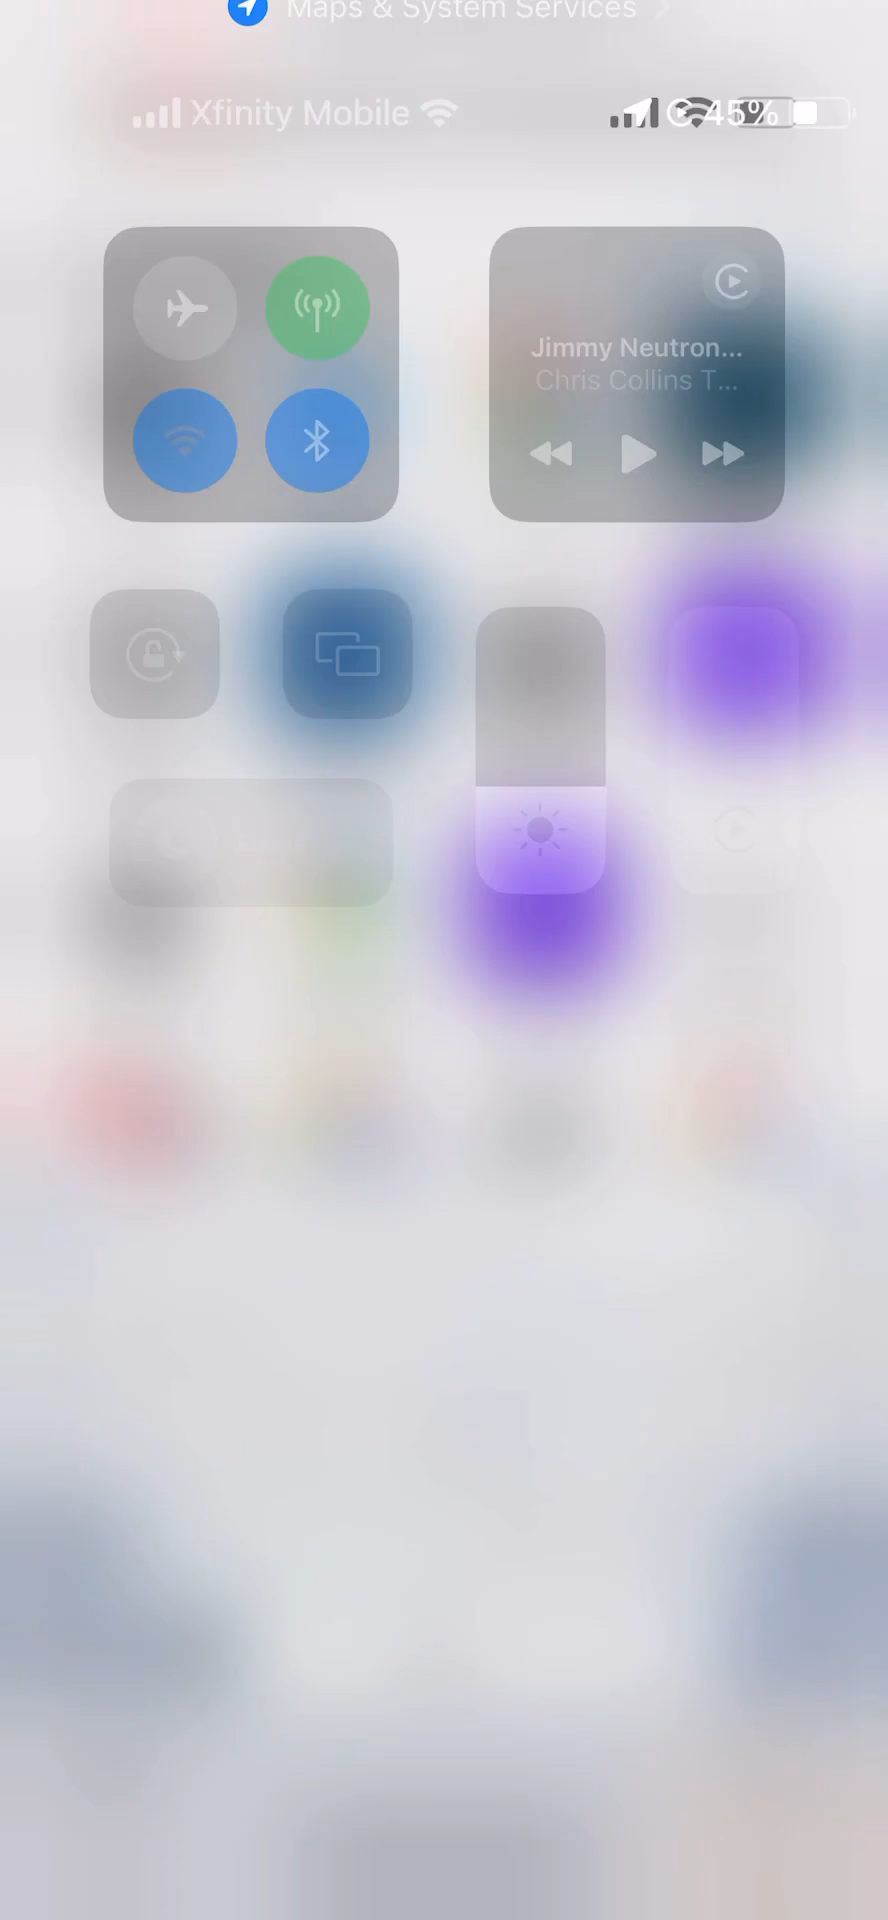 Maps & System Services
Xfinity Mobile 45%
Jimmy Neutron...
Chris Collins T...